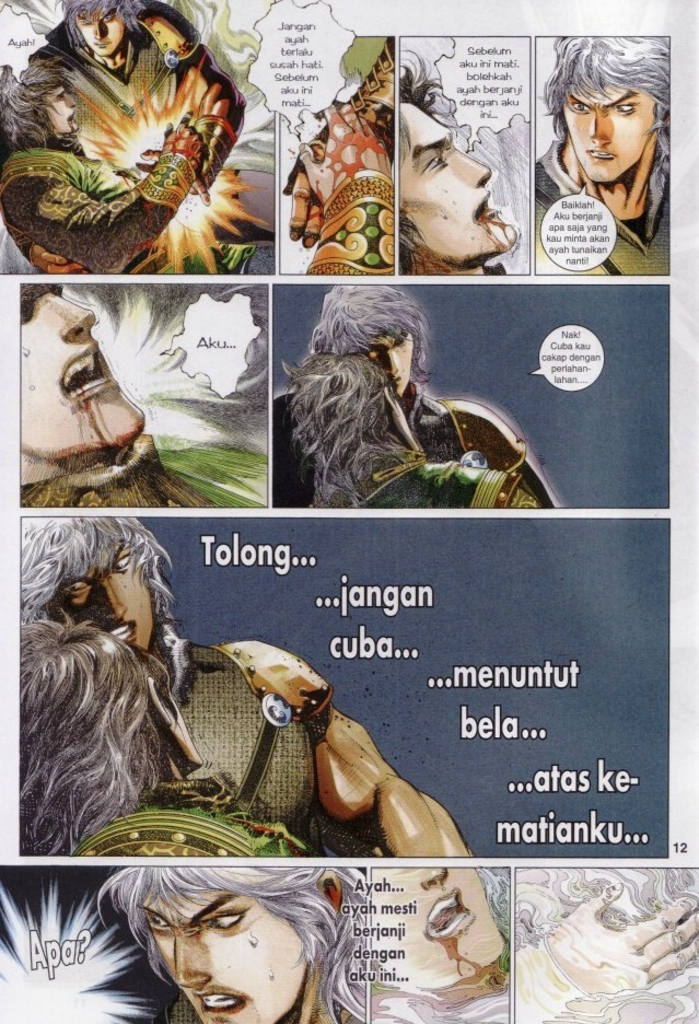 Ayah!
Jangan
ayah
terlalu
susah hati.
Sebelum
aku ini
mati...
Sebelum
aku ini mati.
bolehkah
ayah berjanji
dengan aku
ini...
Baiklah!
Aku berjanji
apa saja yang
kau minta akan
ayah tunaikan
nanti!
Aku...
Nak!
Cuba kau
cakap dengan
perlahan-
lahan....
Tolong...
...jangan
cuba...
...menuntut
bela...
...atas ke-
matianku...
12
Apa?
Ayah...
ayah mesti
berjanji
dengan
aku ini...